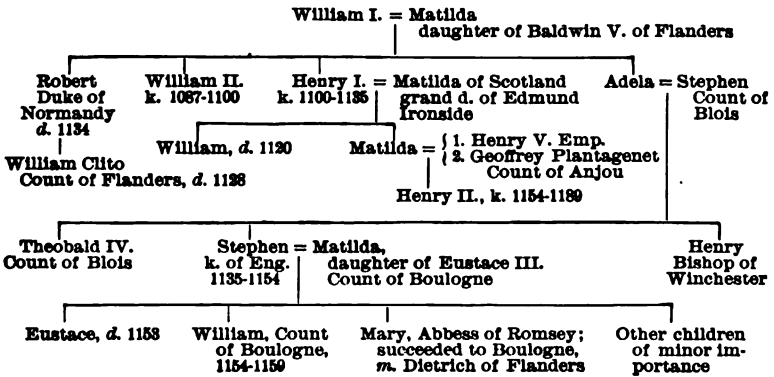 William I. = Matilda
daughter of Baldwin V. of Flanders
Robert
Duke of
Normandy
d. 1134
William Clito
Count of Flanders, d. 1128
William II.
k. 1087-1100
Henry I. = Matilda of Scotland
k. 1100-1135 grand d. of Edmund
Ironside
Adela = Stephen
Count of
Blois
William, d. 1120
Matilda = { 1. Henry V. Emp.
{ 2. Geoffrey Plantagenet
Count of Anjou
Henry II., k. 1154-1189
Theobald IV.
Count of Blois
Stephen = Matilda,
k. of Eng. daughter of Eustace III.
1135-1154 Count of Boulogne
Henry
Bishop of
Winchester
Eustace, d. 1153
William, Count
of Boulogne,
1154-1159
Mary, Abbess of Romsey;
succeeded to Boulogne,
m. Dietrich of Flanders
Other children
of minor im-
portance